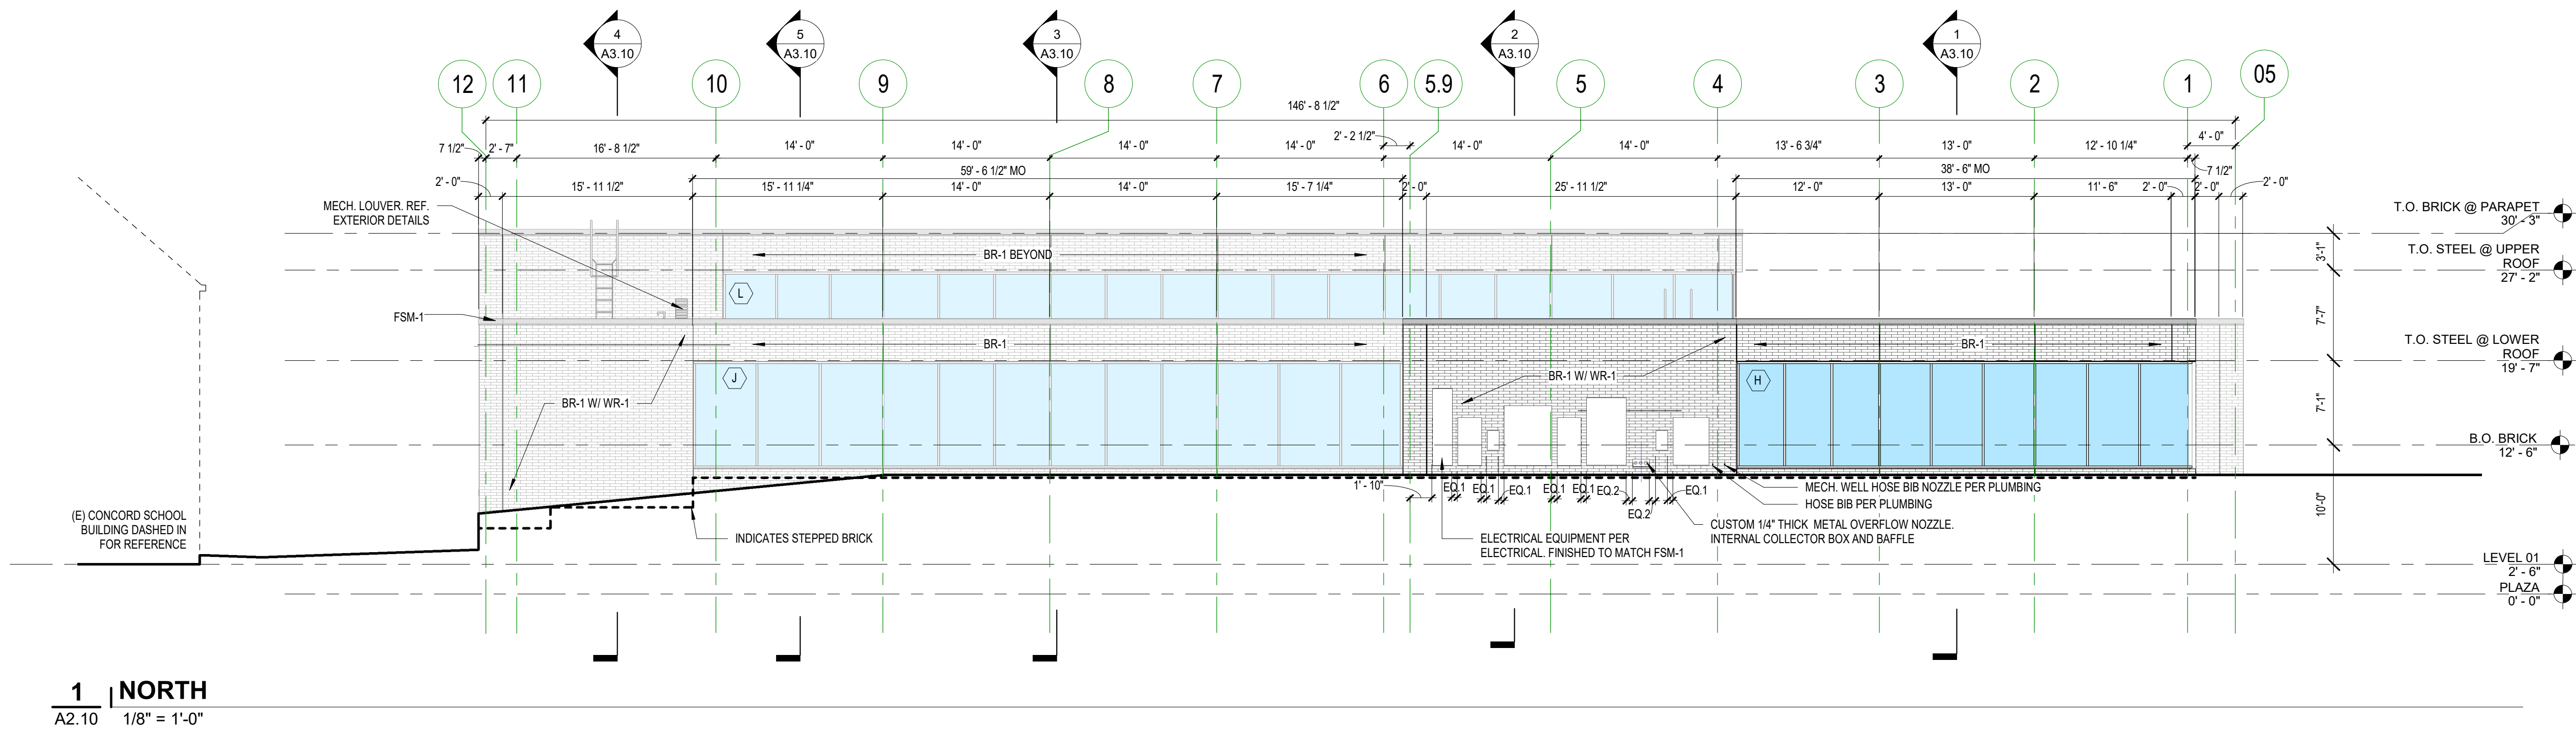 4
A3.10
5
A3.10
3
A3.10
2
A3.10
1
A3.10
12
11
10
9
8
7
6
5.9
5
4
3
2
1
05
146' - 8 1/2"
2' - 2 1/2"
4' - 0"
7 1/2"
2' - 7"
16' - 8 1/2"
14' - 0"
14' - 0"
14' - 0"
14' - 0"
14' - 0"
14' - 0"
13' - 6 3/4"
13' - 0"
12' - 10 1/4"
7 1/2"
59' - 6 1/2" MO
38' - 6" MO
2' - 0"
15' - 11 1/2"
15' - 11 1/4"
14' - 0"
14' - 0"
15' - 7 1/4"
2' - 0"
25' - 11 1/2"
12' - 0"
13' - 0"
11' - 6"
2' - 0"
2' - 0"
2' - 0"
MECH. LOUVER. REF.
EXTERIOR DETAILS
T.O. BRICK @ PARAPET
30' - 3"
3'-1"
BR-1 BEYOND
T.O. STEEL @ UPPER
ROOF
27' - 2"
L
FSM-1
7'-7"
BR-1
BR-1
T.O. STEEL @ LOWER
ROOF
19' - 7"
J
BR-1 W/ WR-1
H
BR-1 W/ WR-1
7'-1"
B.O. BRICK
12' - 6"
1' - 10"
EQ.1
EQ.1
EQ.1
EQ.1
EQ.1
EQ.2
EQ.1
EQ.2
MECH. WELL HOSE BIB NOZZLE PER PLUMBING
HOSE BIB PER PLUMBING
CUSTOM 1/4" THICK METAL OVERFLOW NOZZLE.
INTERNAL COLLECTOR BOX AND BAFFLE
10'-0"
(E) CONCORD SCHOOL
BUILDING DASHED IN
FOR REFERENCE
INDICATES STEPPED BRICK
ELECTRICAL EQUIPMENT PER
ELECTRICAL. FINISHED TO MATCH FSM-1
LEVEL 01
2' - 6"
PLAZA
0' - 0"
1
NORTH
A2.10
1/8" = 1'-0"